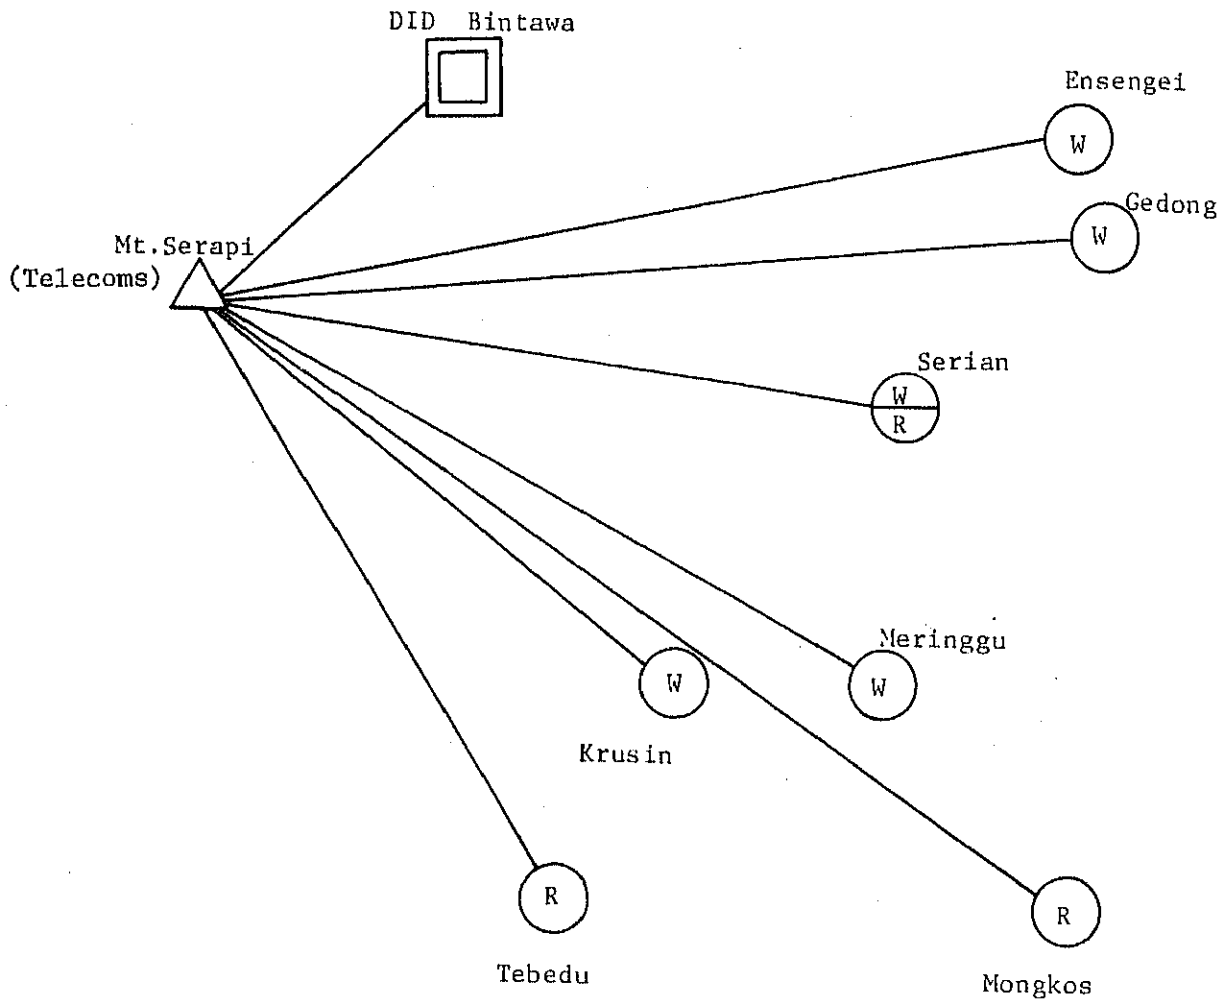 DID Bintawa
Ensengei
W
Gedong
W
Mt.Serapi
(Telecoms)
Serian
W
R
Meringgu
W
W
Krusin
R
Tebedu
R
Mongkos